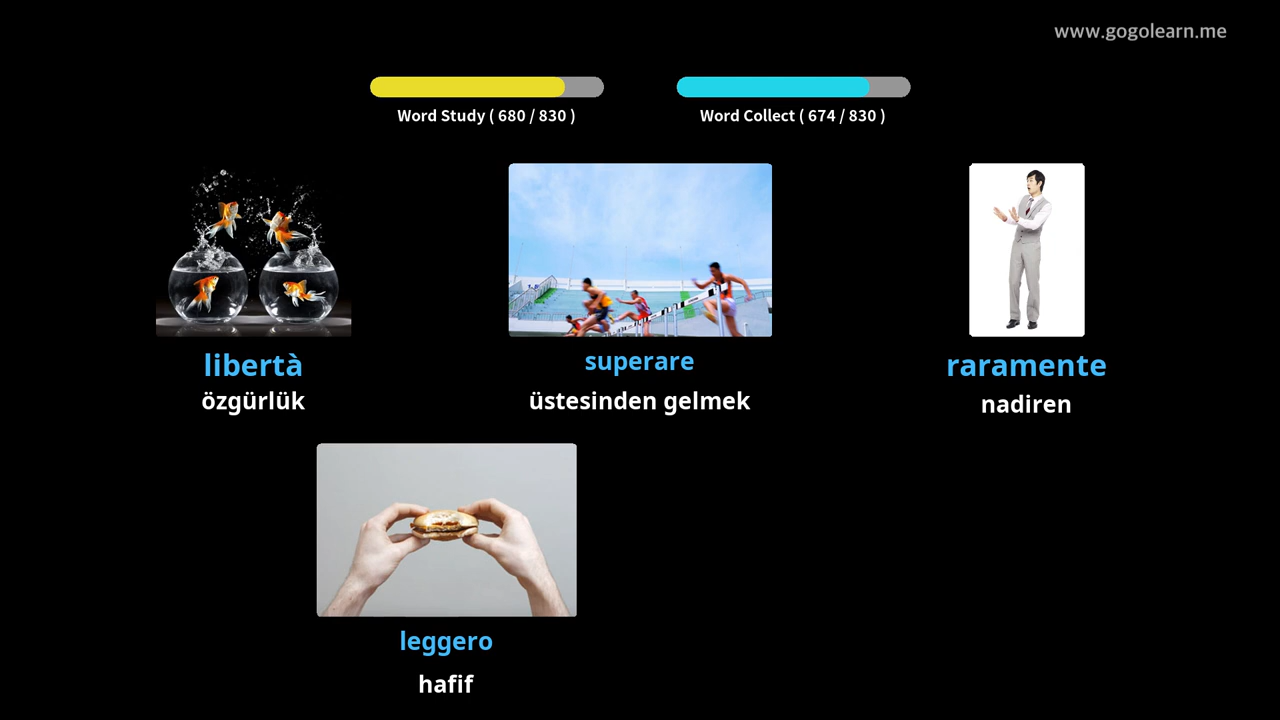 www.gogolearn.me
Word Study ( 680 / 830 )
Word Collect ( 674 / 830 )
libertà
özgürlük
superare
üstesinden gelmek
raramente
nadiren
leggero
hafif